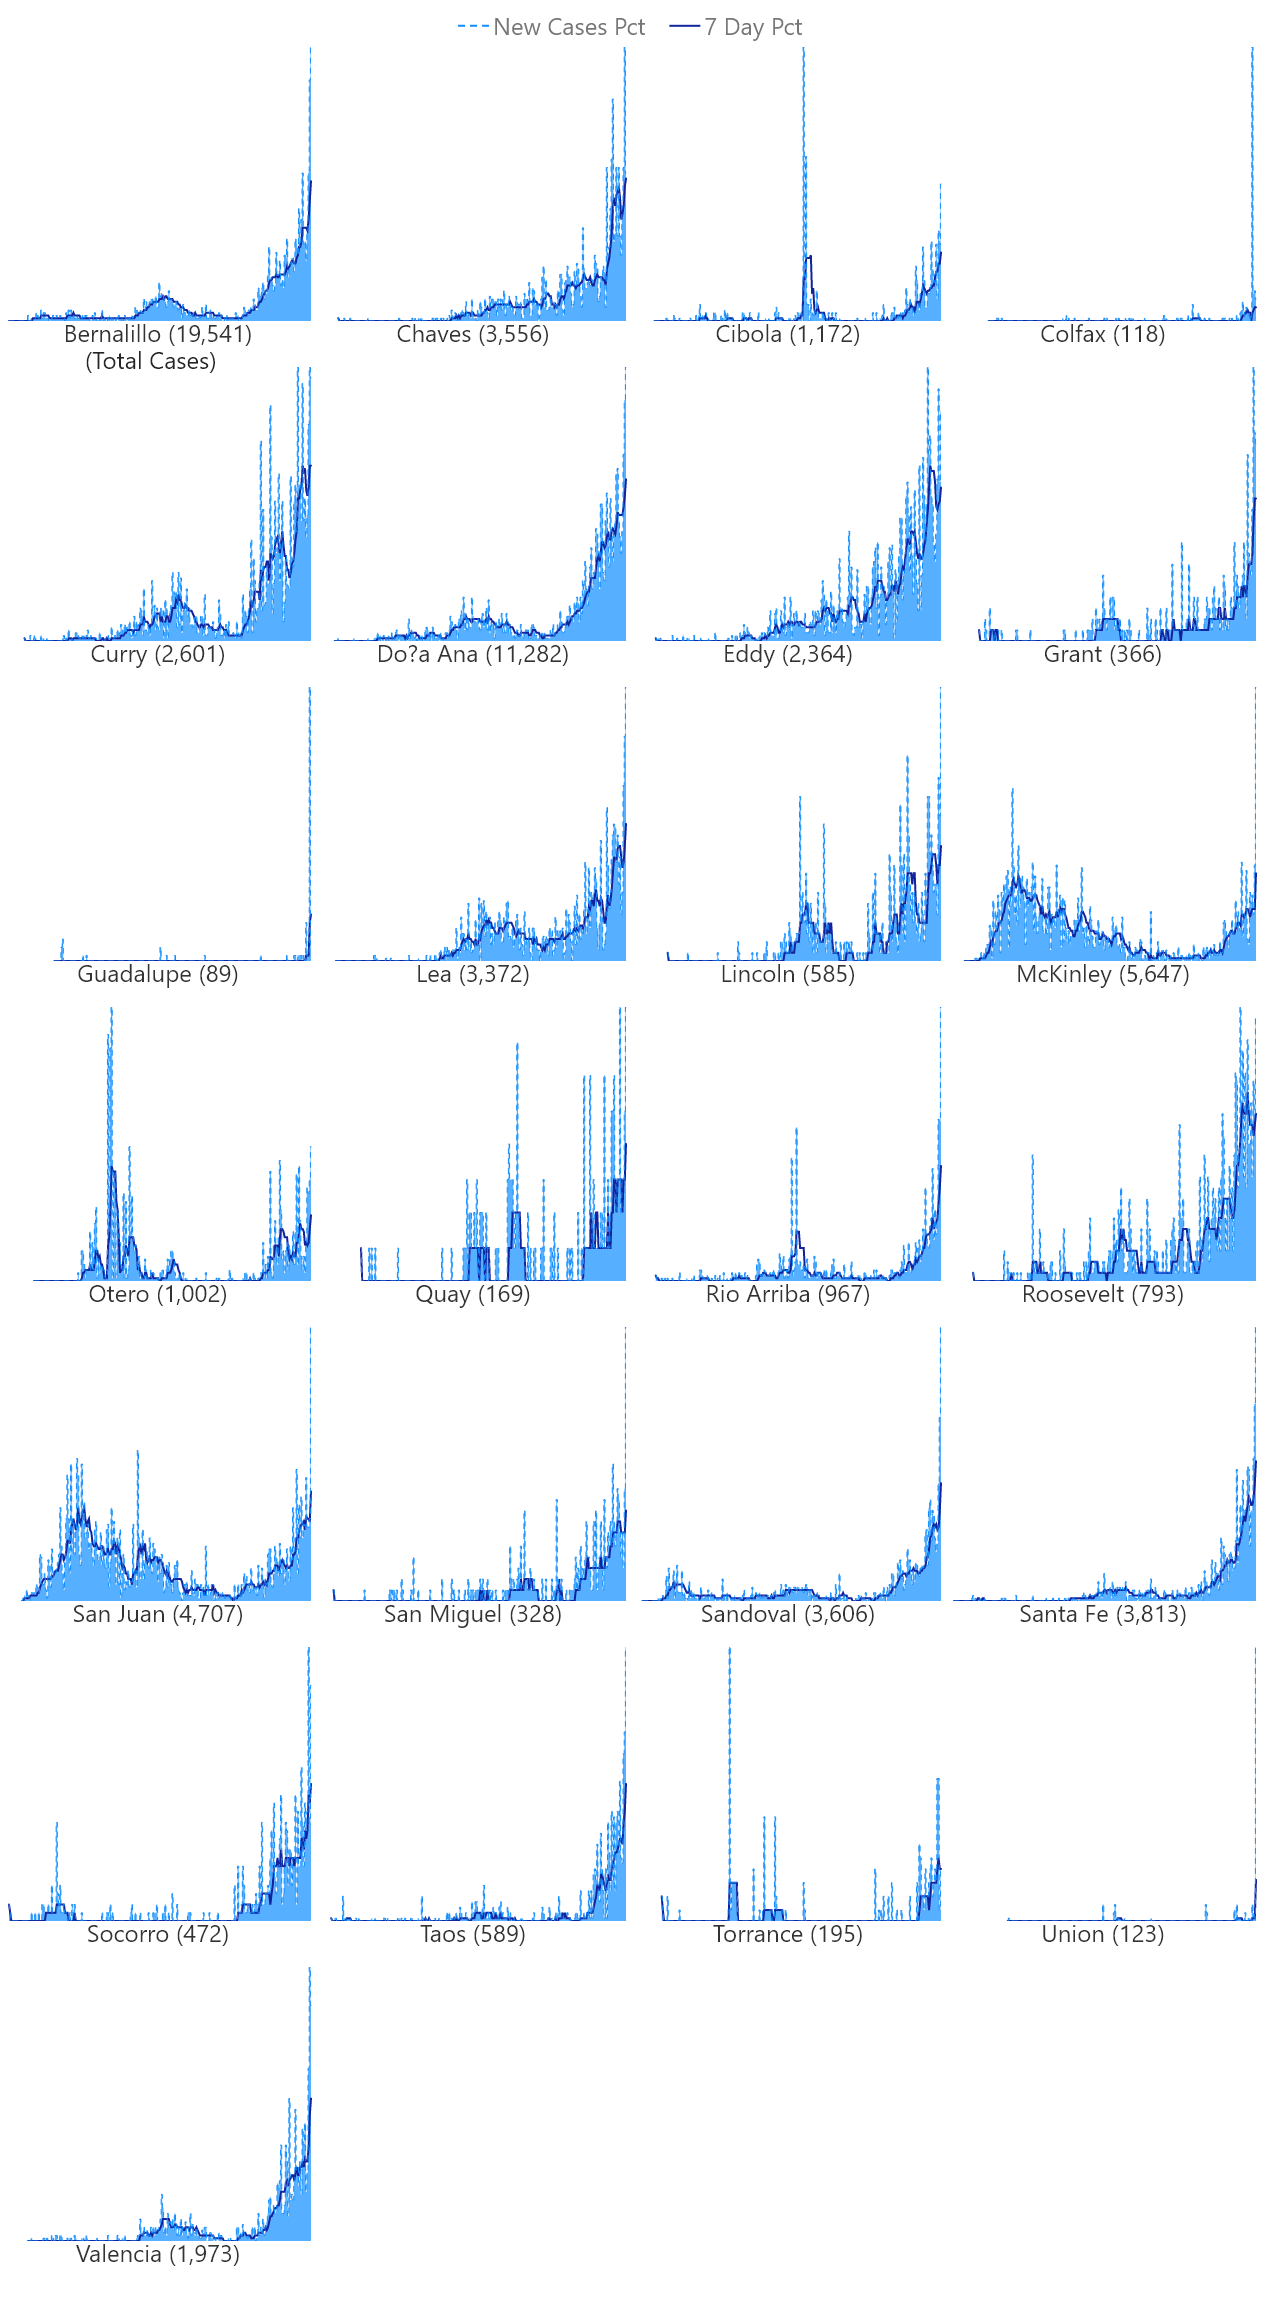 New Cases Pct 7 Day Pct
Bernalillo (19,541) Chaves (3,556) Cibola (1,172) Colfax (118)
(Total Cases)
Curry (2,601) Do?a Ana (11,282) Eddy (2,364) Grant (366)
Guadalupe (89) Lea (3,372) Lincoln (585) McKinley (5,647)
Otero (1,002) Quay (169) Rio Arriba (967) Roosevelt (793)
San Juan (4,707) San Miguel (328) Sandoval (3,606) Santa Fe (3,813)
Socorro (472) Taos (589) Torrance (195) Union (123)
Valencia (1,973)